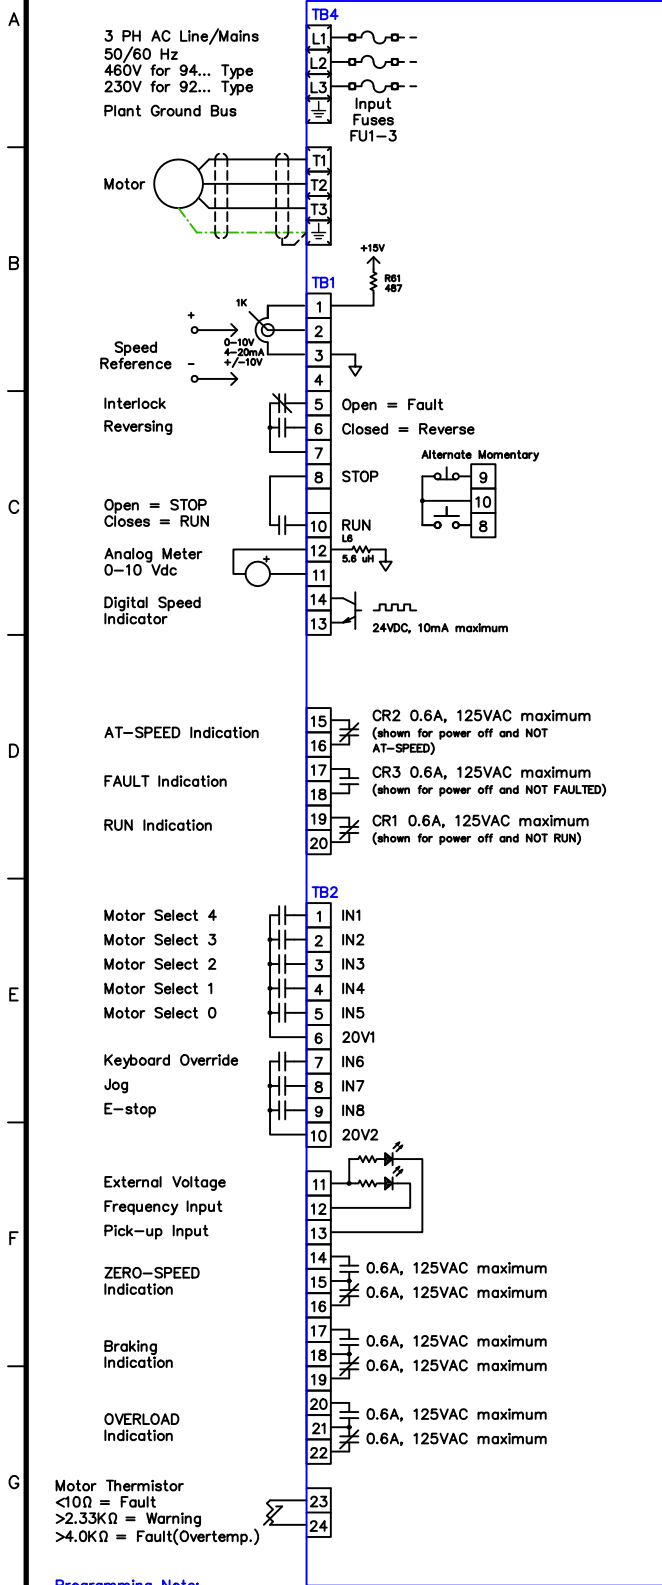 A
TB4
3 PH AC Line/Mains
50/60 Hz
460V for 94... Type
230V for 92... Type
Plant Ground Bus
L1
L2
L3
Input
Fuses
FU1-3
Motor
T1
T2
T3
B
+15V
R61
487
TB1
1K
1
+
2
0-10V
4-20mA
+/-10V
Speed
Reference
3
-
4
Interlock
5 Open = Fault
Reversing
6 Closed = Reverse
7
Alternate Momentary
8 STOP
9
10
8
C
Open = STOP
Closes = RUN
10 RUN
L6
5.6 uH
Analog Meter
0-10 Vdc
+
12
11
Digital Speed
Indicator
14
13
24VDC, 10mA maximum
D
AT-SPEED Indication
15
16
CR2 0.6A, 125VAC maximum
(shown for power off and NOT
AT-SPEED)
FAULT Indication
17
18
CR3 0.6A, 125VAC maximum
(shown for power off and NOT FAULTED)
RUN Indication
19
20
CR1 0.6A, 125VAC maximum
(shown for power off and NOT RUN)
TB2
Motor Select 4 1 IN1
Motor Select 3 2 IN2
Motor Select 2 3 IN3
E
Motor Select 1 4 IN4
Motor Select 0 5 IN5
6 20V1
Keyboard Override 7 IN6
Jog 8 IN7
E-stop 9 IN8
10 20V2
External Voltage 11
Frequency Input 12
Pick-up Input 13
F
ZERO-SPEED
Indication
14
15
16
0.6A, 125VAC maximum
0.6A, 125VAC maximum
Braking
Indication
17
18
19
0.6A, 125VAC maximum
0.6A, 125VAC maximum
OVERLOAD
Indication
20
21
22
0.6A, 125VAC maximum
0.6A, 125VAC maximum
G
Motor Thermistor
<10Ω = Fault
>2.33KΩ = Warning
>4.0KΩ = Fault(Overtemp.)
23
24
Programming Note: